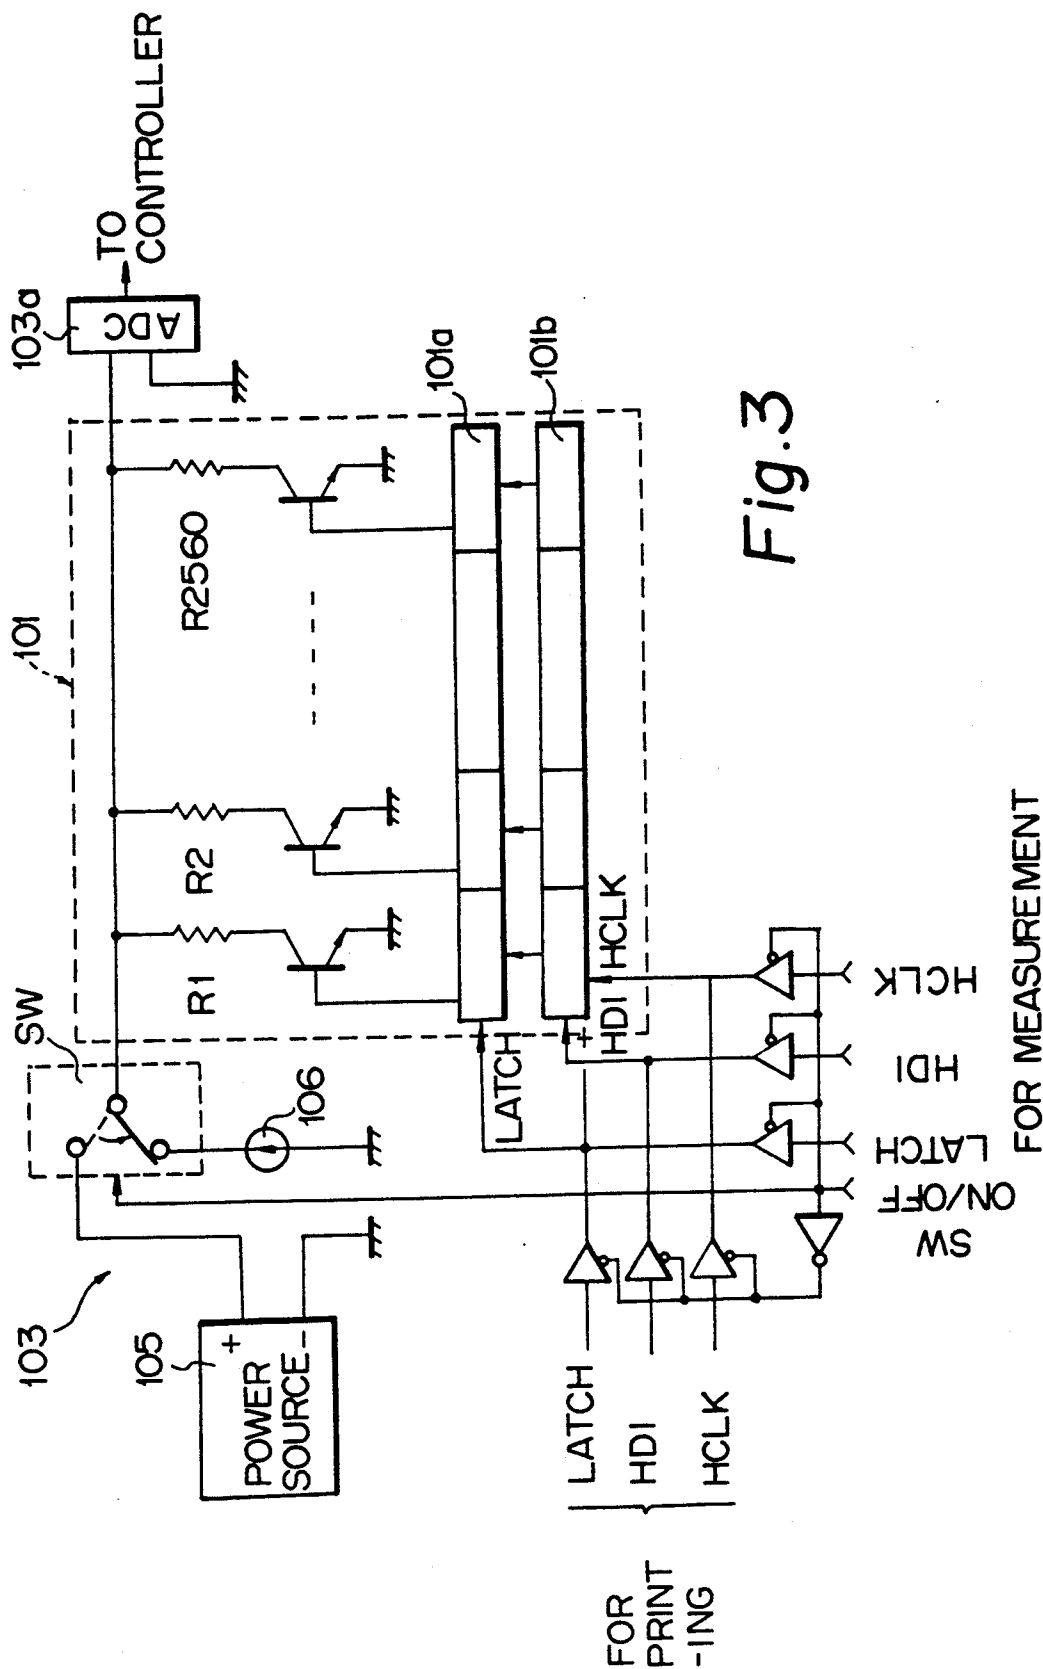 103
105
POWER
SOURCE
+
-
SW
106
101
R1
R2
R2560
103a
ADC
TO
CONTROLLER
101a
101b
LATCH
HDI
HCLK
+
FOR
PRINT
-ING
LATCH
HDI
HCLK
SW
ON/OFF
LATCH
HDI
HCLK
FOR MEASUREMENT
Fig.3